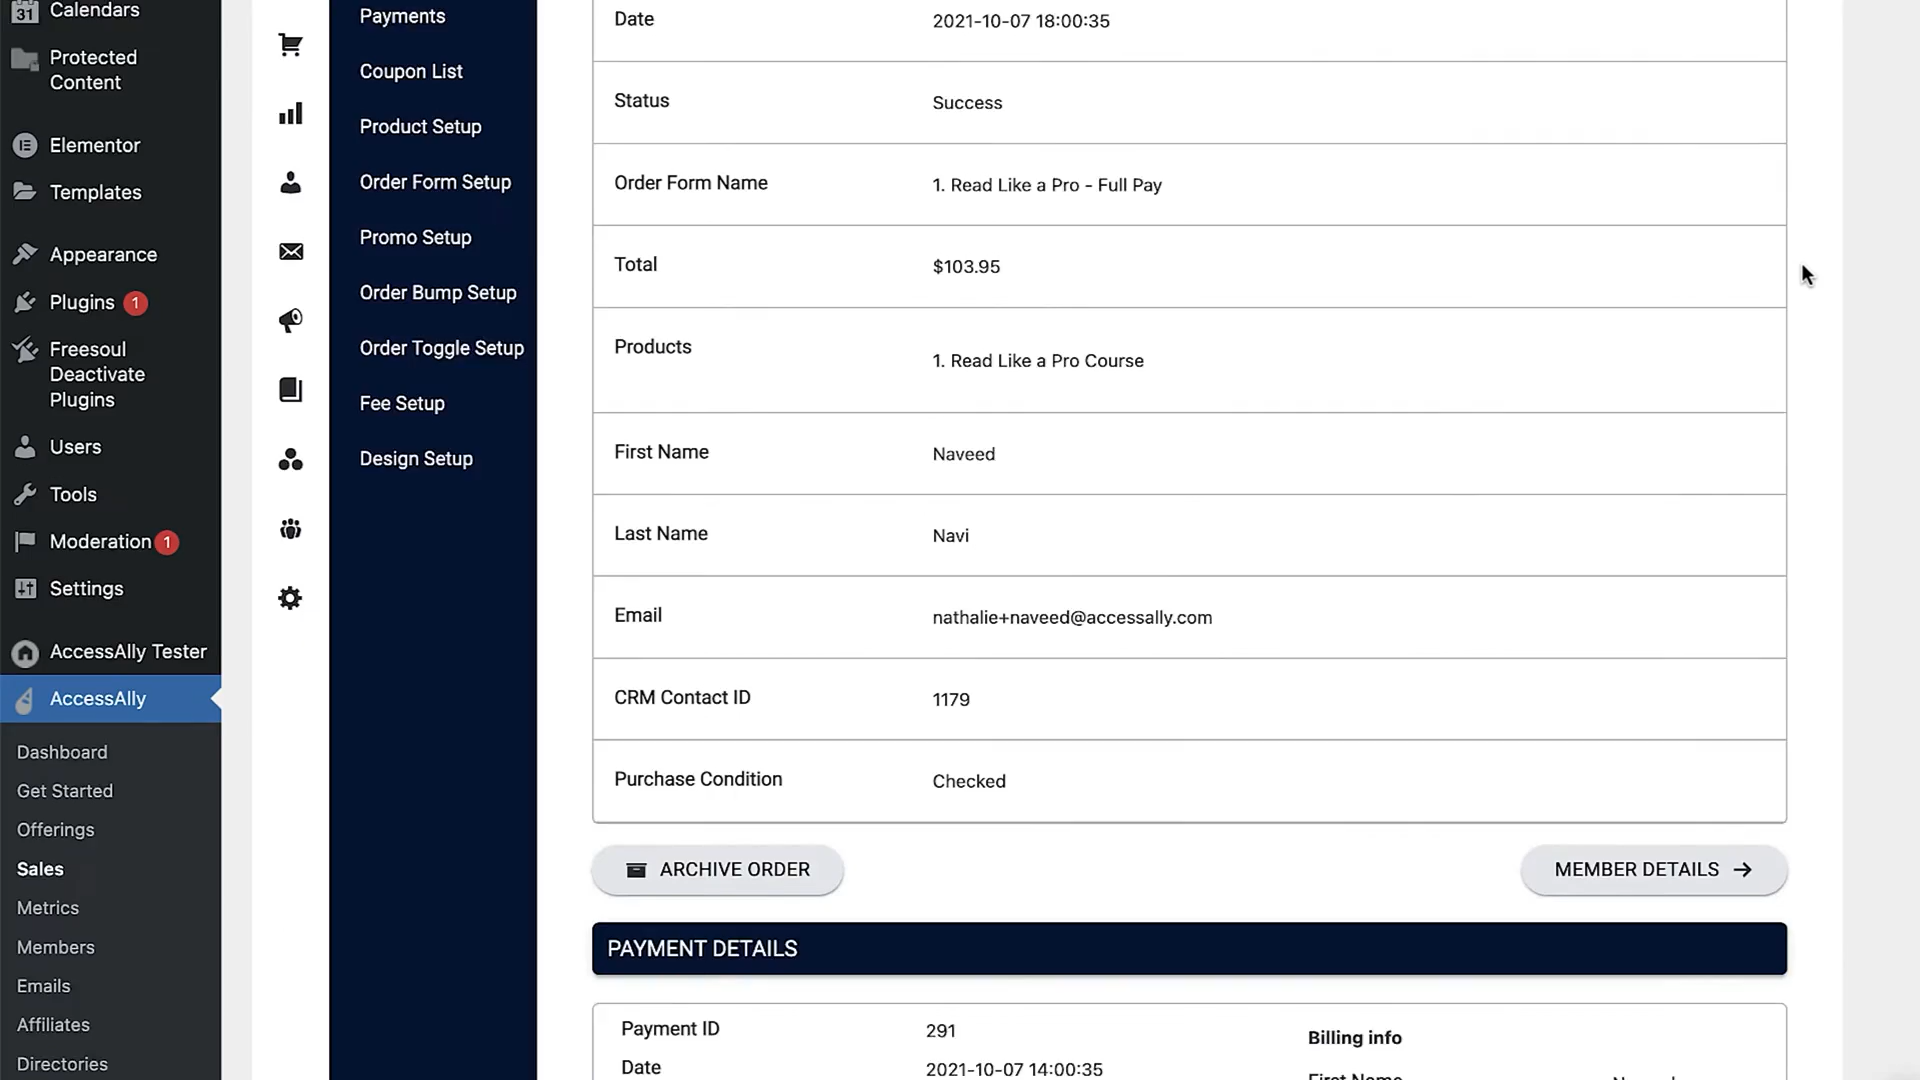 31
Calendars
Protected
Content
Elementor
Templates
Appearance
Plugins 1
Freesoul
Deactivate
Plugins
Users
Tools
Moderation 1
Settings
AccessAlly Tester
AccessAlly
Dashboard
Get Started
Offerings
Sales
Metrics
Members
Emails
Affiliates
Directories
Payments
Coupon List
Product Setup
Order Form Setup
Promo Setup
Order Bump Setup
Order Toggle Setup
Fee Setup
Design Setup
Date 2021-10-07 18:00:35
Status Success
Order Form Name 1. Read Like a Pro - Full Pay
Total $103.95
Products 1. Read Like a Pro Course
First Name Naveed
Last Name Navi
Email nathalie+naveed@accessally.com
CRM Contact ID 1179
Purchase Condition Checked
ARCHIVE ORDER
MEMBER DETAILS →
PAYMENT DETAILS
Payment ID 291
Date 2021-10-07 14:00:35
Billing info
First Name